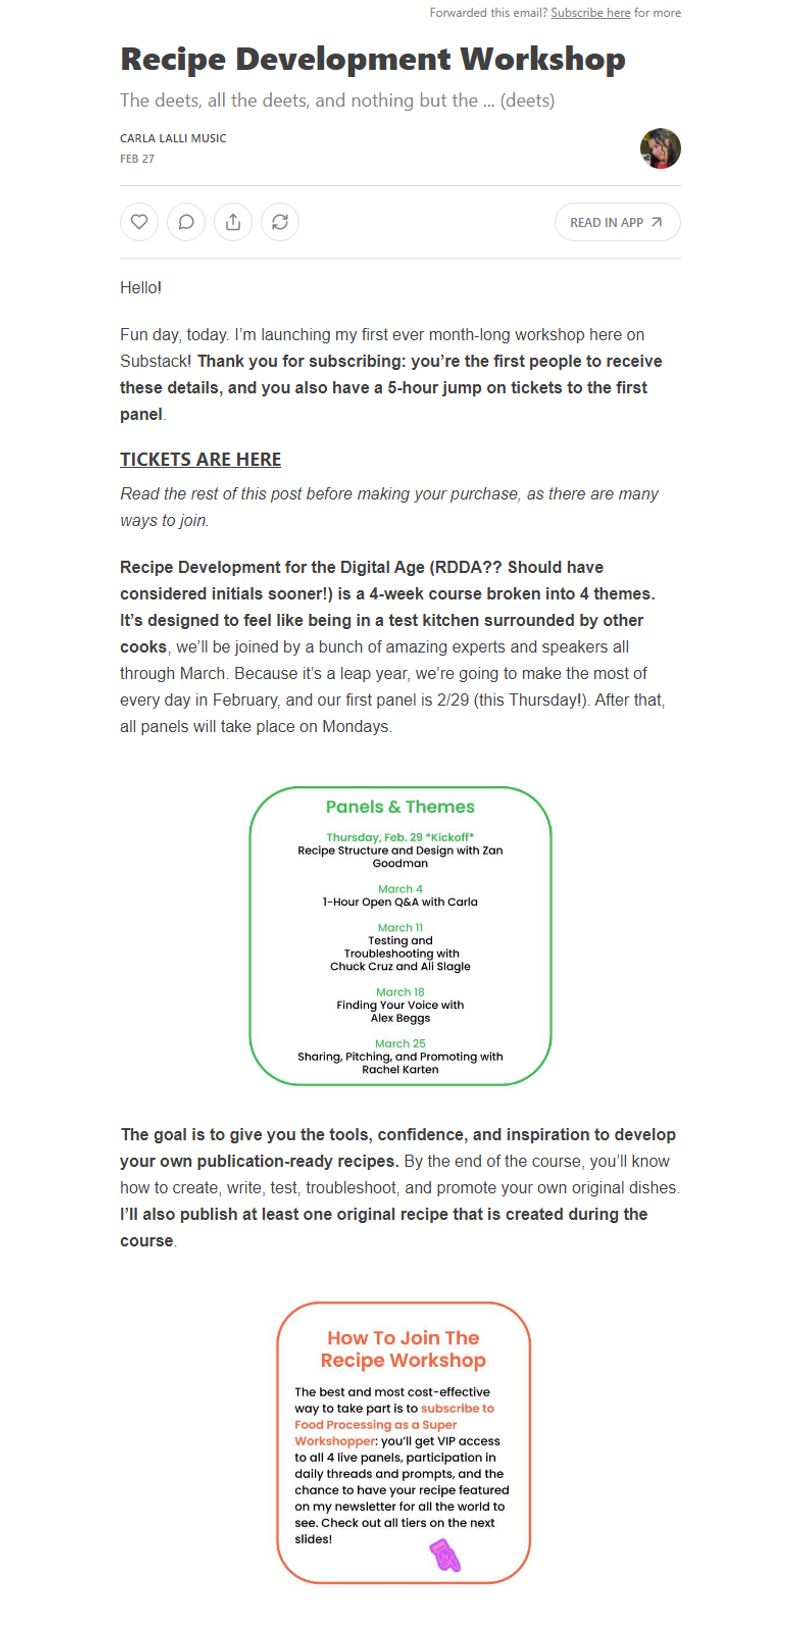 Forwarded this email? Subscribe here for more
Recipe Development Workshop
The deets, all the deets, and nothing but the ... (deets)
CARLA LALLI MUSIC
FEB 27
READ IN APP
Hello!
Fun day, today. I’m launching my first ever month-long workshop here on
Substack! Thank you for subscribing: you’re the first people to receive
these details, and you also have a 5-hour jump on tickets to the first
panel.
TICKETS ARE HERE
Read the rest of this post before making your purchase, as there are many
ways to join.
Recipe Development for the Digital Age (RDDA?? Should have
considered initials sooner!) is a 4-week course broken into 4 themes.
It’s designed to feel like being in a test kitchen surrounded by other
cooks, we’ll be joined by a bunch of amazing experts and speakers all
through March. Because it’s a leap year, we’re going to make the most of
every day in February, and our first panel is 2/29 (this Thursday!). After that,
all panels will take place on Mondays.
Panels & Themes
Thursday, Feb. 29 *Kickoff*
Recipe Structure and Design with Zan
Goodman
March 4
1-Hour Open Q&A with Carla
March 11
Testing and
Troubleshooting with
Chuck Cruz and Ali Slagle
March 18
Finding Your Voice with
Alex Beggs
March 25
Sharing, Pitching, and Promoting with
Rachel Karten
The goal is to give you the tools, confidence, and inspiration to develop
your own publication-ready recipes. By the end of the course, you’ll know
how to create, write, test, troubleshoot, and promote your own original dishes.
I’ll also publish at least one original recipe that is created during the
course.
How To Join The
Recipe Workshop
The best and most cost-effective
way to take part is to subscribe to
Food Processing as a Super
Workshopper: you’ll get VIP access
to all 4 live panels, participation in
daily threads and prompts, and the
chance to have your recipe featured
on my newsletter for all the world to
see. Check out all tiers on the next
slides!